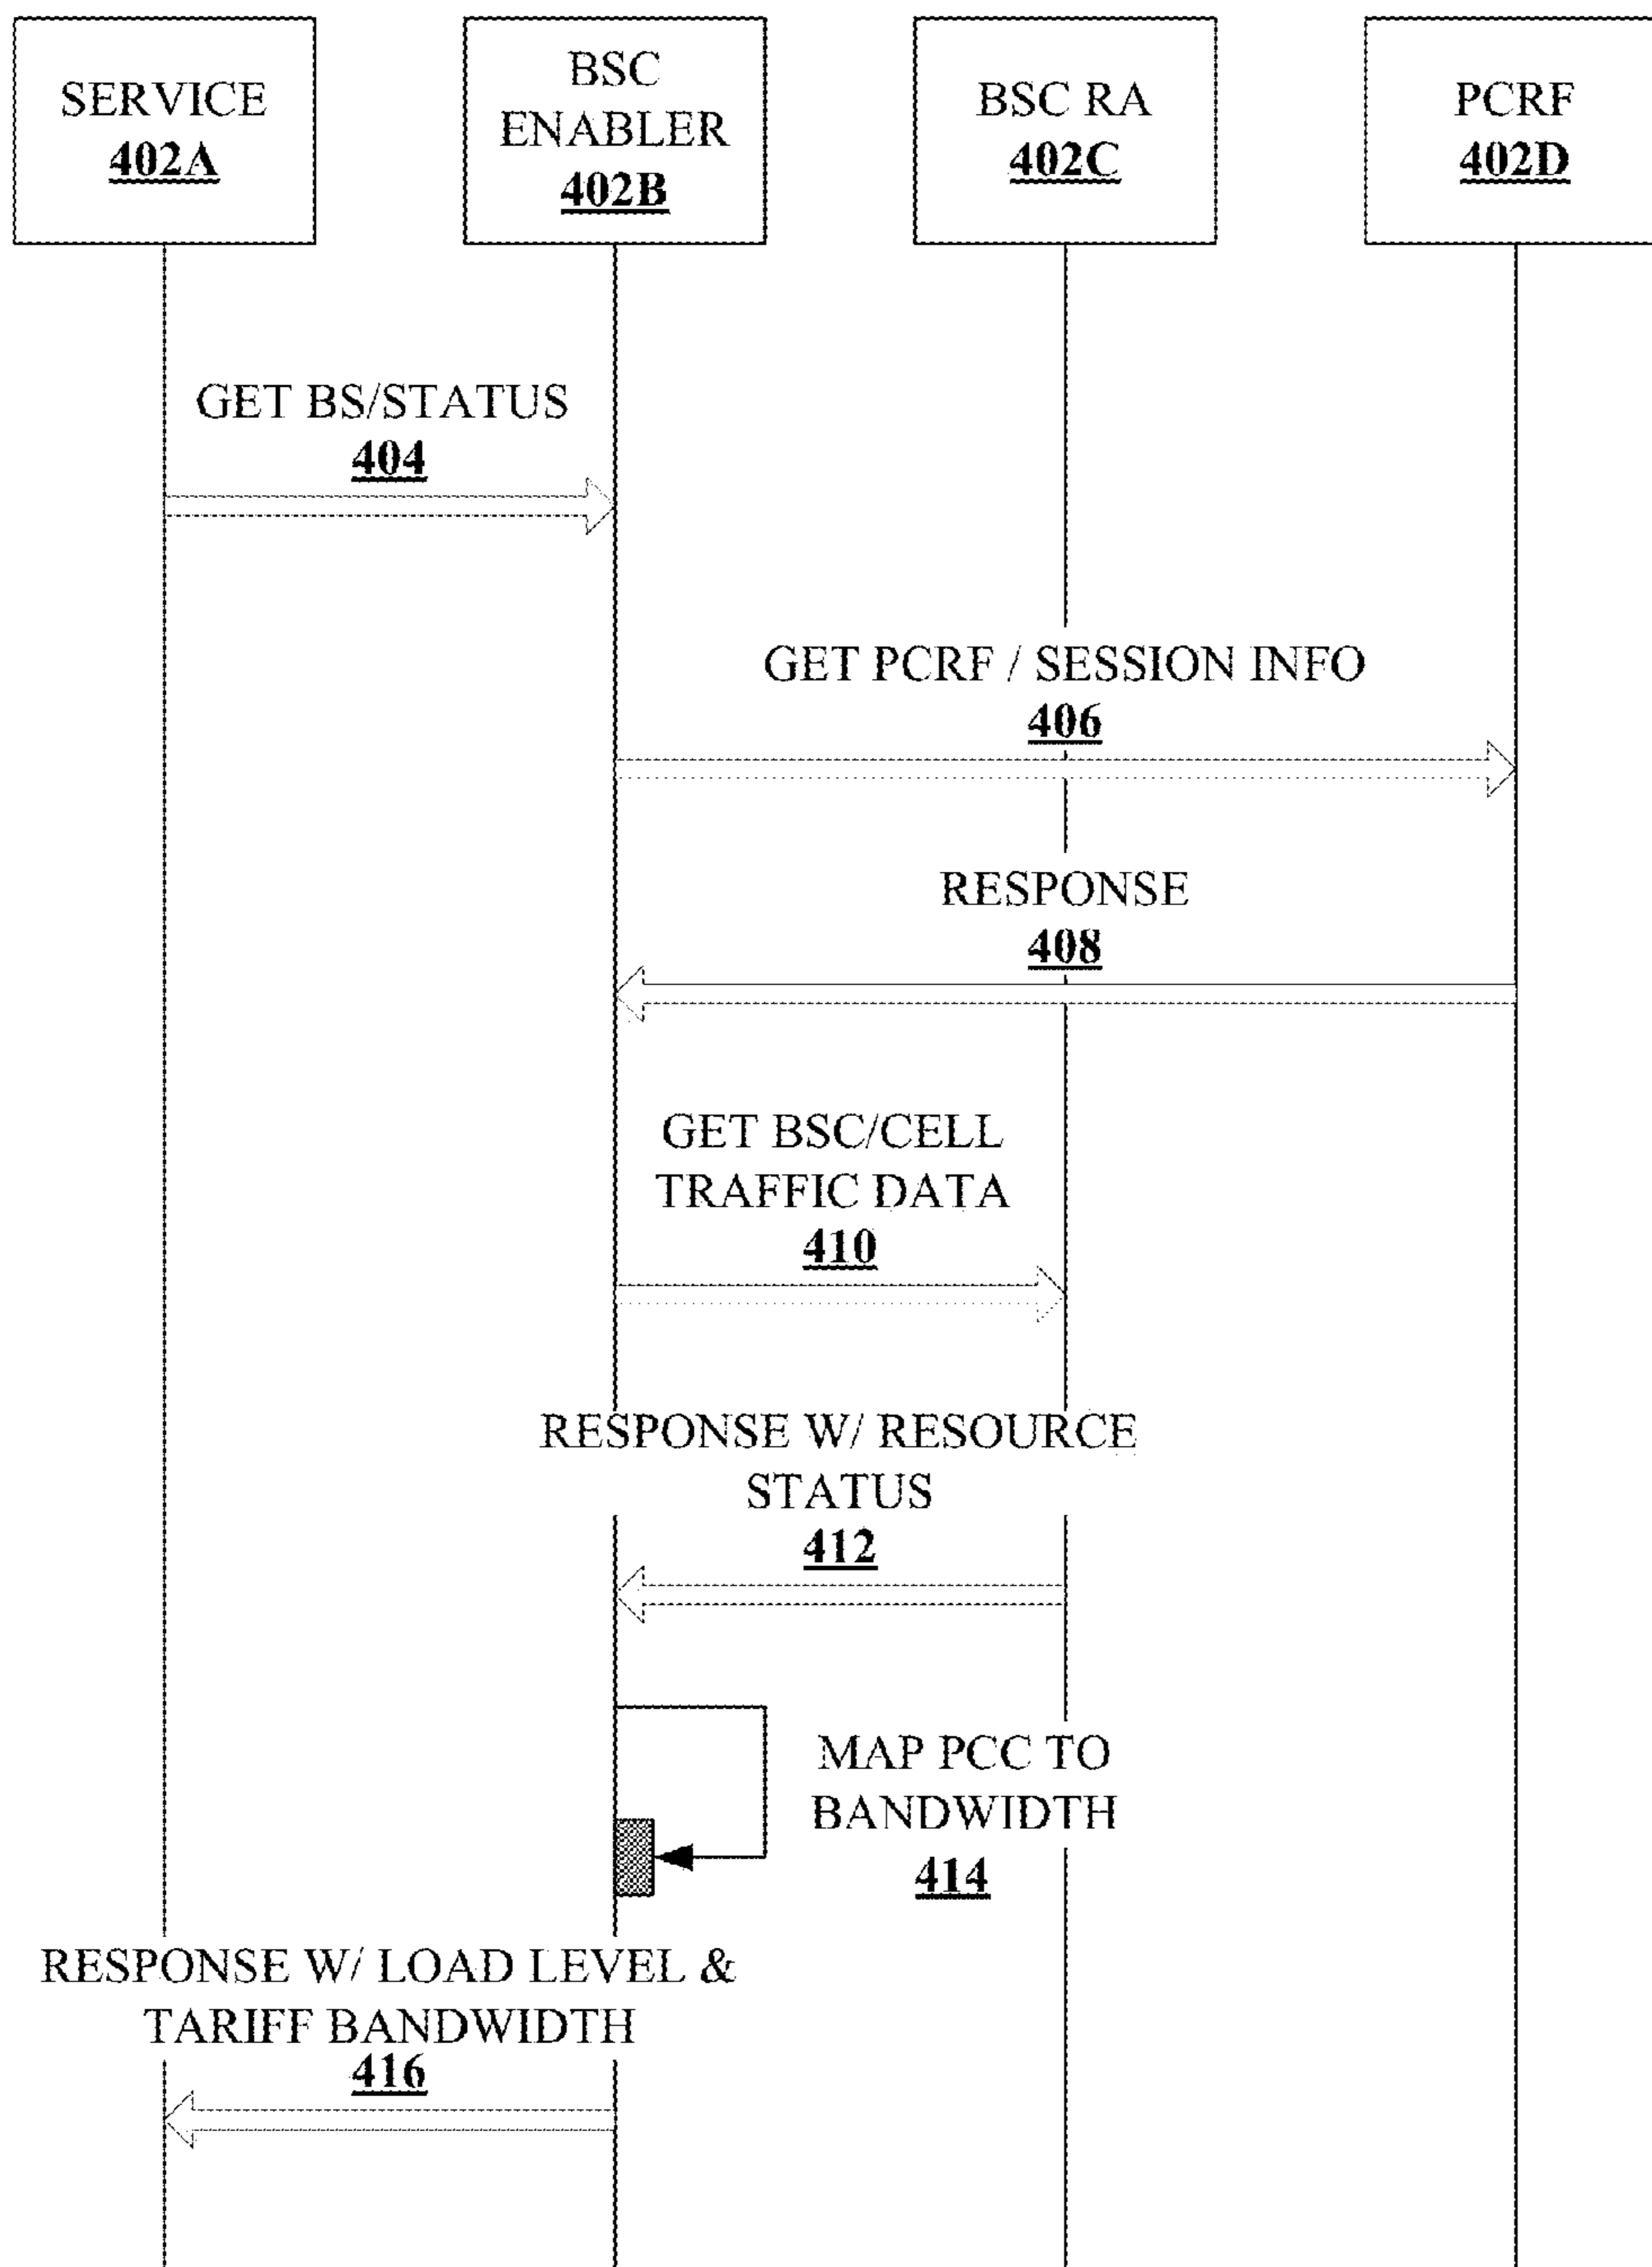 SERVICE
402A
BSC
ENABLER
402B
BSC RA
402C
PCRF
402D
GET BS/STATUS
404
GET PCRF / SESSION INFO
406
RESPONSE
408
GET BSC/CELL
TRAFFIC DATA
410
RESPONSE W/ RESOURCE
STATUS
412
MAP PCC TO
BANDWIDTH
414
RESPONSE W/ LOAD LEVEL &
TARIFF BANDWIDTH
416